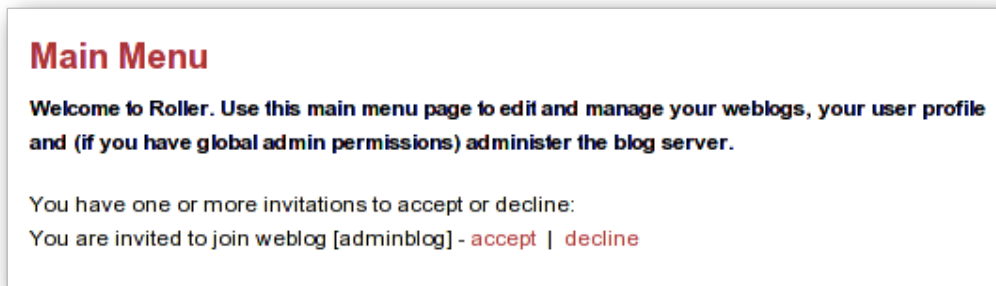 Main Menu
Welcome to Roller. Use this main menu page to edit and manage your weblogs, your user profile
and (if you have global admin permissions) administer the blog server.
You have one or more invitations to accept or decline:
You are invited to join weblog [adminblog] - accept | decline